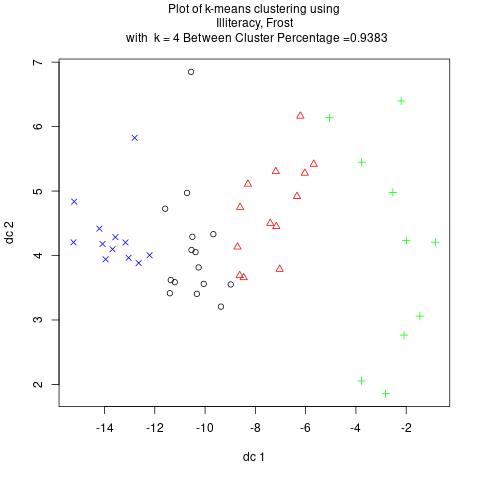 Plot of k-means clustering using
Illiteracy, Frost
with k = 4 Between Cluster Percentage =0.9383
7
6
5
4
3
2
dc 2
-14 -12 -10 -8 -6 -4 -2
dc 1